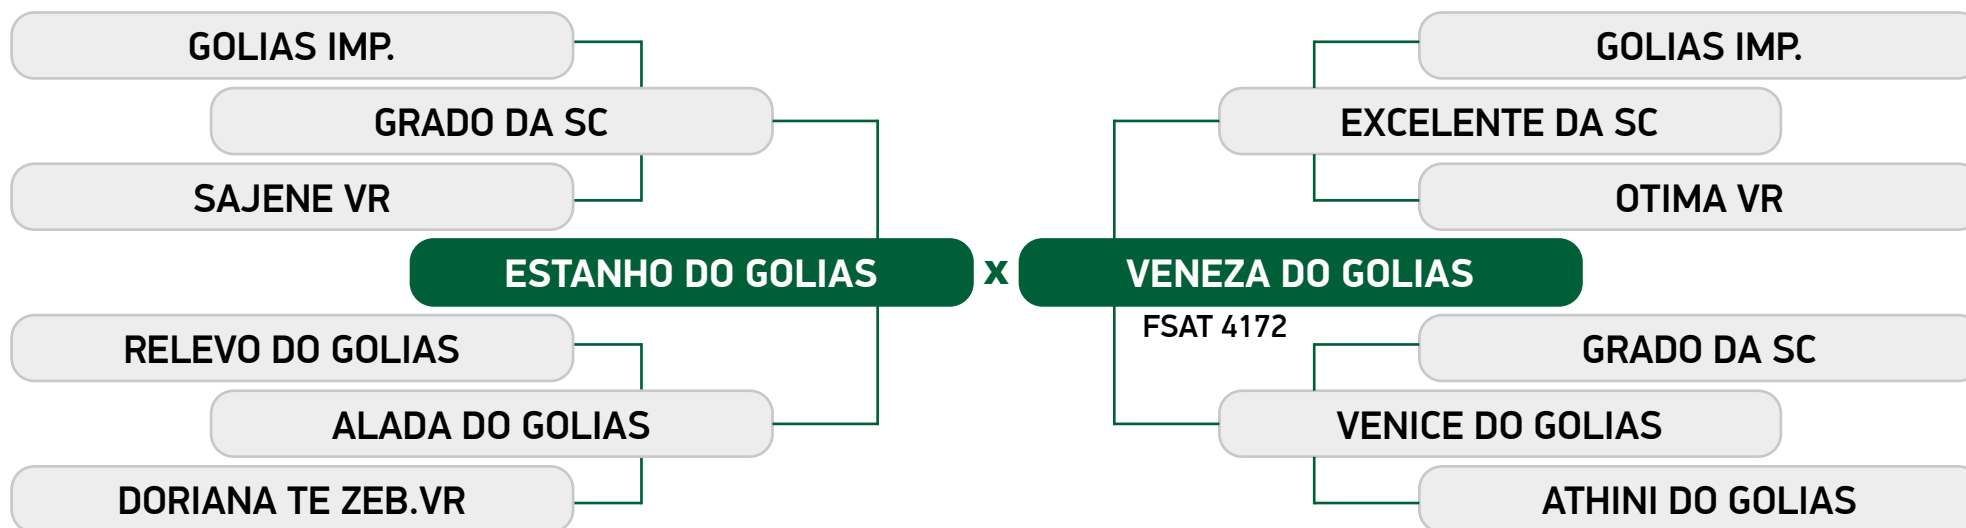 GOLIAS IMP.
GOLIAS IMP.
GRADO DA SC
EXCELENTE DA SC
SAJENE VR
OTIMA VR
ESTANHO DO GOLIAS x VENEZA DO GOLIAS
FSAT 4172
RELEVO DO GOLIAS
GRADO DA SC
ALADA DO GOLIAS
VENICE DO GOLIAS
DORIANA TE ZEB.VR
ATHINI DO GOLIAS